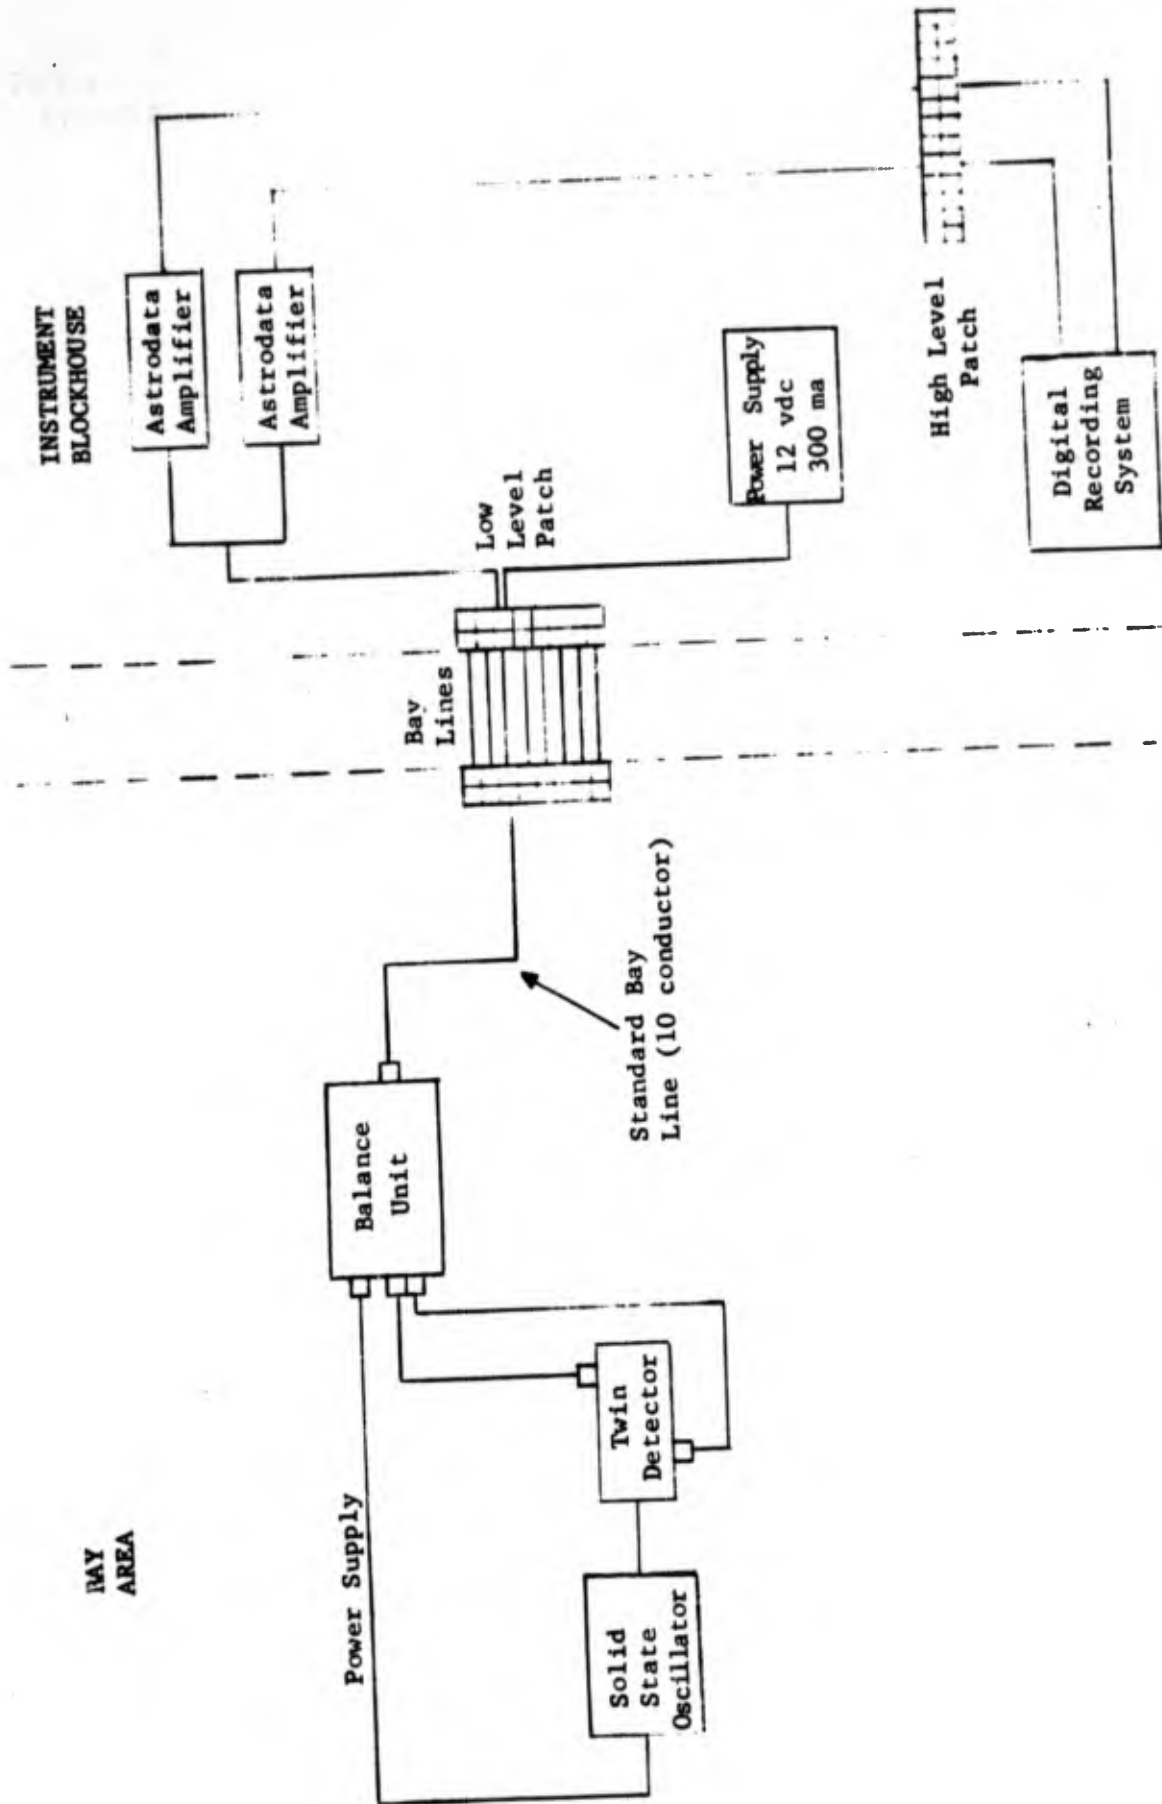 BAY
AREA
INSTRUMENT
BLOCKHOUSE
Power Supply
Balance
Unit
Twin
Detector
Solid
State
Oscillator
Standard Bay
Line (10 conductor)
Bay
Lines
Low
Level
Patch
Astrodata
Amplifier
Astrodata
Amplifier
Power Supply
12 vdc
300 ma
High Level
Patch
Digital
Recording
System